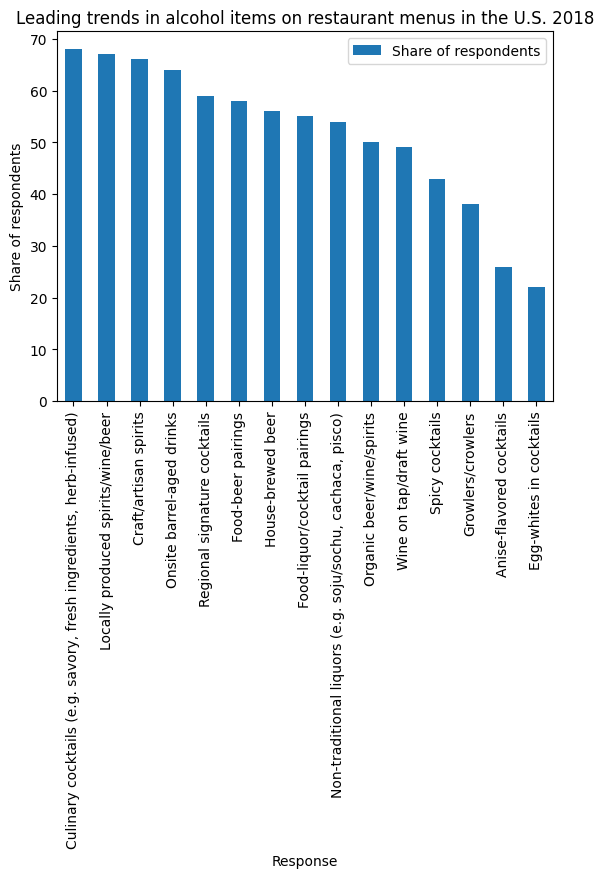 Leading trends in alcohol items on restaurant menus in the U.S. 2018
Share of respondents
Share of respondents
70
60
50
40
30
20
10
0
Culinary cocktails (e.g. savory, fresh ingredients, herb-infused)
Locally produced spirits/wine/beer
Craft/artisan spirits
Onsite barrel-aged drinks
Regional signature cocktails
Food-beer pairings
House-brewed beer
Food-liquor/cocktail pairings
Non-traditional liquors (e.g. soju/sochu, cachaca, pisco)
Organic beer/wine/spirits
Wine on tap/draft wine
Spicy cocktails
Growlers/crowlers
Anise-flavored cocktails
Egg-whites in cocktails
Response